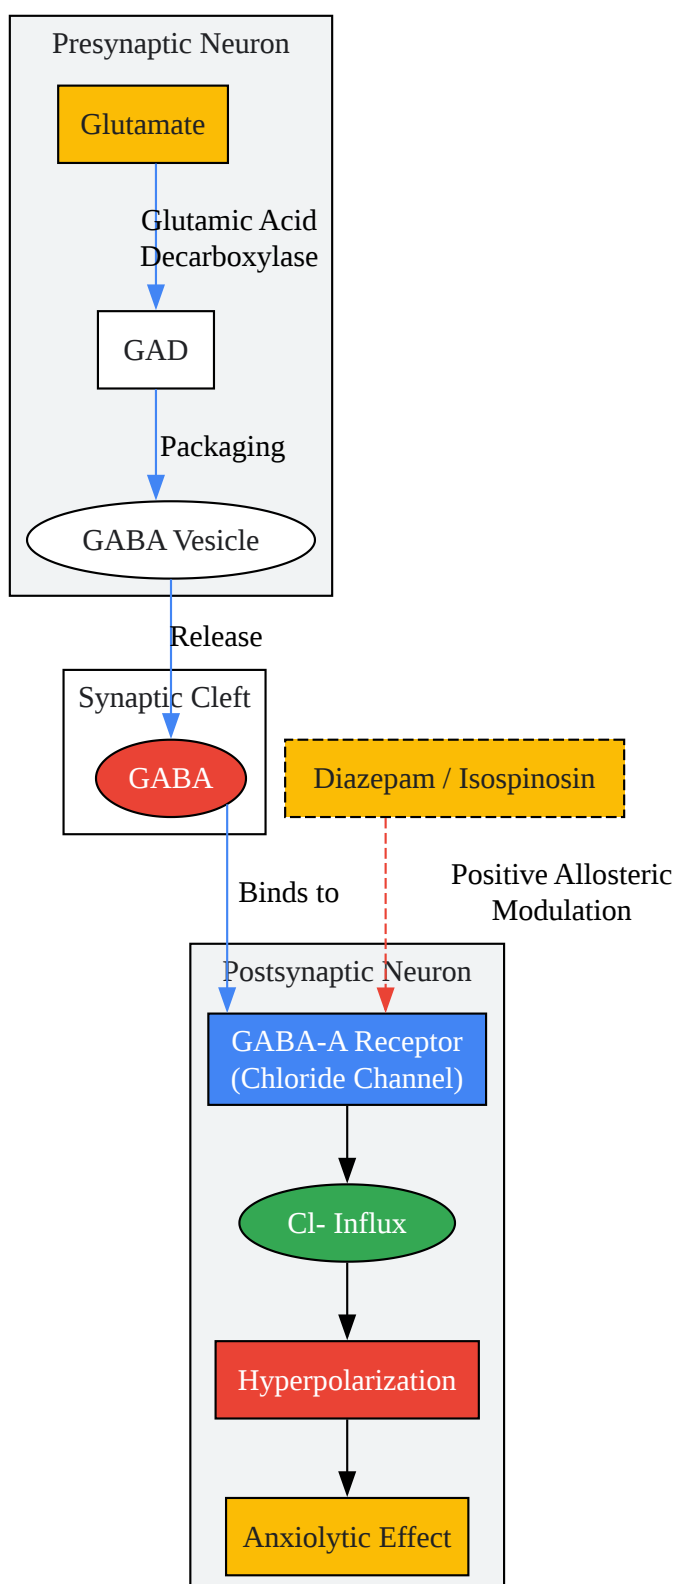 Presynaptic Neuron
Glutamate
Glutamic Acid
Decarboxylase
GAD
Packaging
GABA Vesicle
Release
Synaptic Cleft
GABA
Diazepam / Isospinosin
Binds to
Positive Allosteric
Modulation
Postsynaptic Neuron
GABA-A Receptor
(Chloride Channel)
Cl- Influx
Hyperpolarization
Anxiolytic Effect